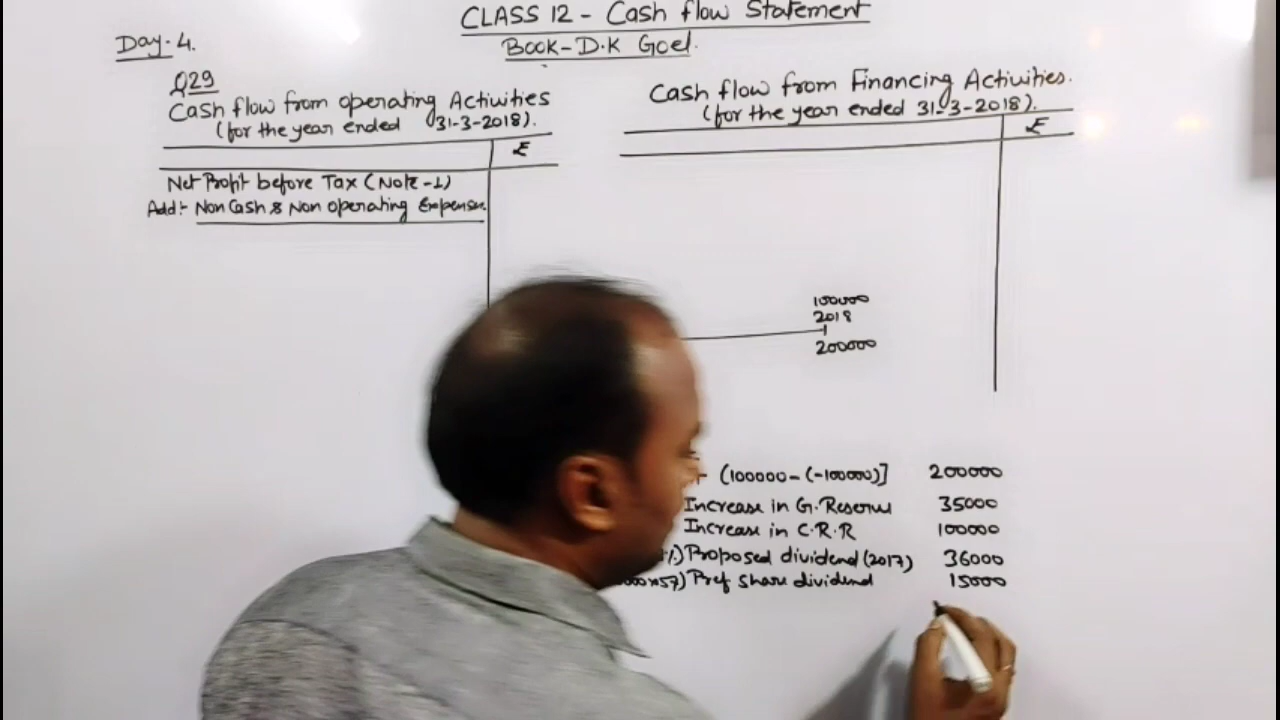 CLASS 12 - Cash flow Statement
Day-4.
BOOK-D.K Goel.
Q29
Cash flow from operating Activities
(for the year ended 31-3-2018).
₹
Net Profit before Tax (Note-1)
Add:- Non Cash & Non operating Expenses.
Cash flow from Financing Activities.
(for the year ended 31-3-2018).
₹
100000
2018
200000
(100000-(-100000)] 200000
Increase in G.Reserve 35000
Increase in C.R.R 100000
%) Proposed dividend (2017) 36000
Pref share dividend 15000